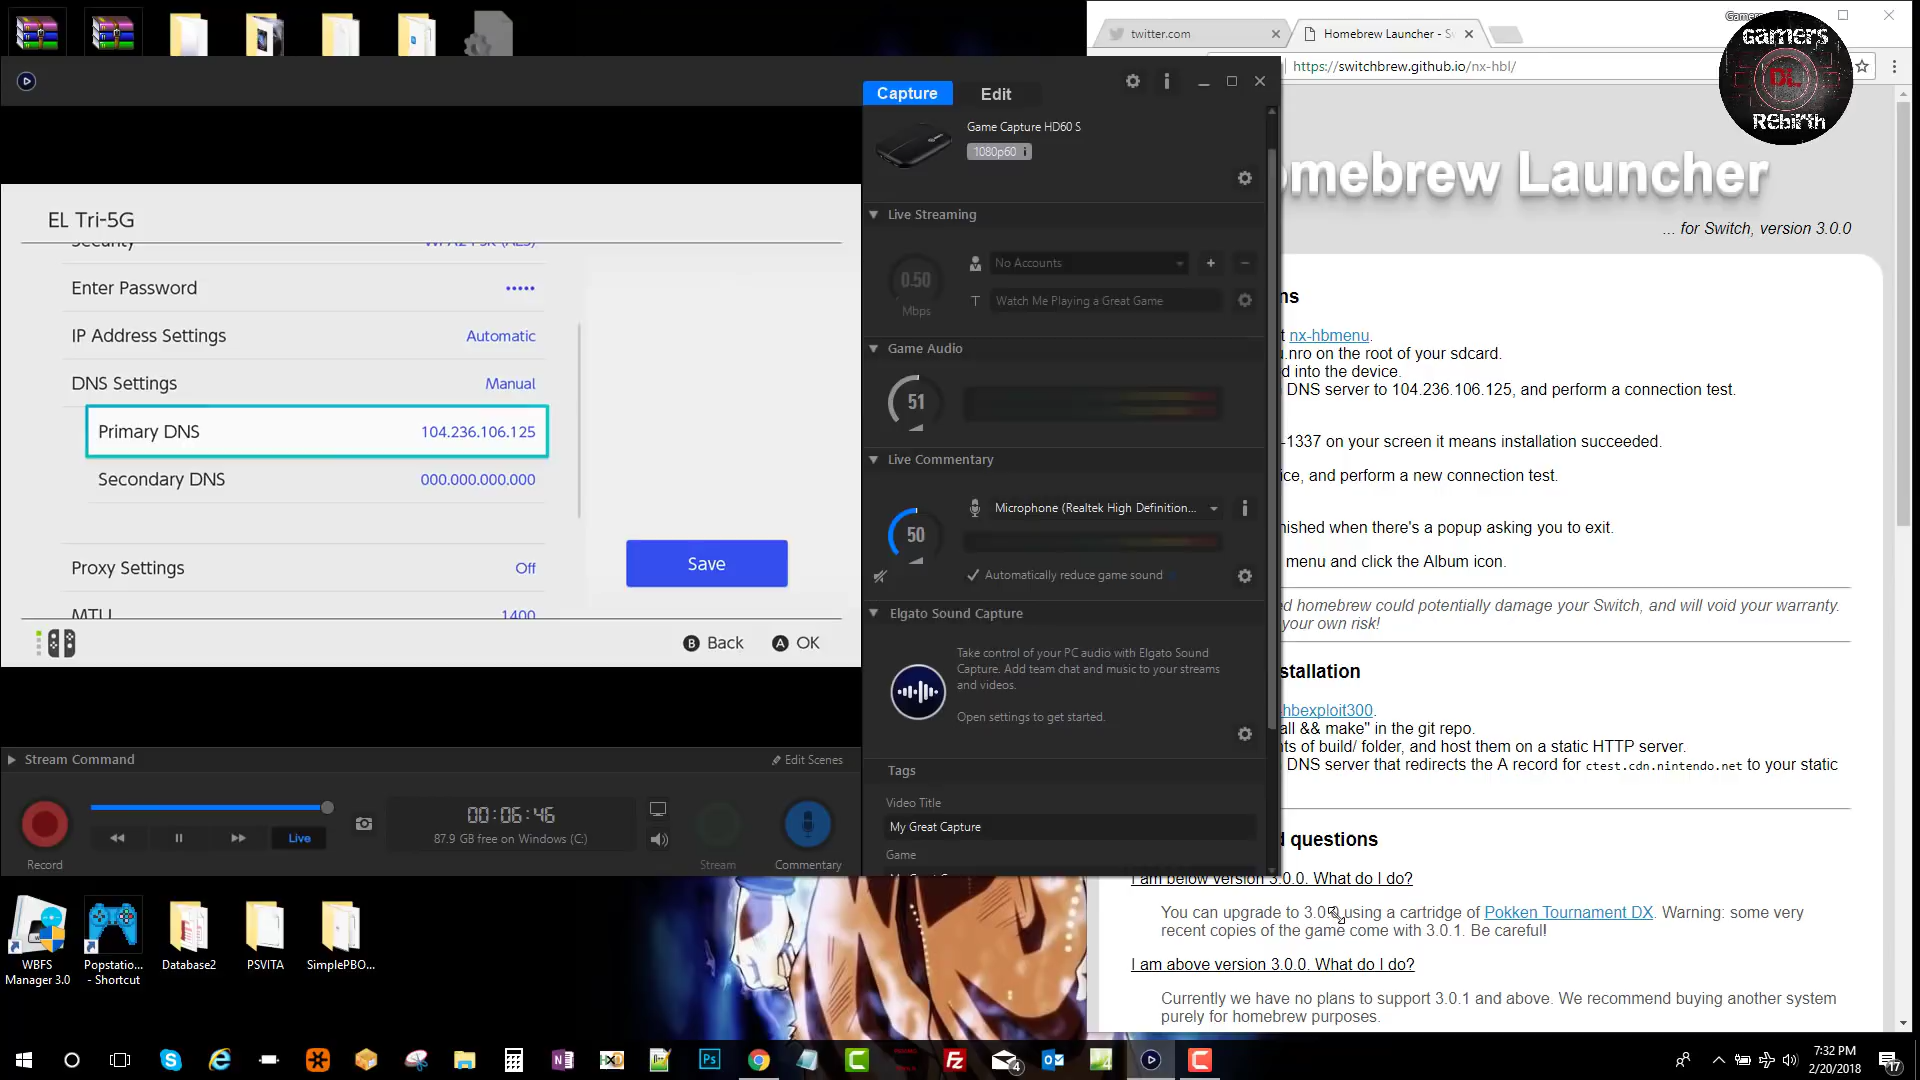 twitter.com
Homebrew Launcher - S
https://switchbrew.github.io/nx-hbl/
GAMERS
DL
REbirth
Capture
Edit
Game Capture HD60 S
1080p60 i
Live Streaming
0.50
Mbps
No Accounts
Watch Me Playing a Great Game
Game Audio
51
Live Commentary
50
Microphone (Realtek High Definition...
Automatically reduce game sound
Elgato Sound Capture
Take control of your PC audio with Elgato Sound
Capture. Add team chat and music to your streams
and videos.
Open settings to get started.
Tags
Video Title
My Great Capture
Game
EL Tri-5G
Security
Enter Password
•••••
IP Address Settings
Automatic
DNS Settings
Manual
Primary DNS
104.236.106.125
Secondary DNS
000.000.000.000
Proxy Settings
Off
MTU
1400
Save
B Back
A OK
Stream Command
Edit Scenes
00:06:46
87.9 GB free on Windows (C:)
Live
Record
Stream
Commentary
omebrew Launcher
... for Switch, version 3.0.0
ns
t nx-hbmenu.
u.nro on the root of your sdcard.
d into the device.
DNS server to 104.236.106.125, and perform a connection test.
-1337 on your screen it means installation succeeded.
ice, and perform a new connection test.
nished when there's a popup asking you to exit.
menu and click the Album icon.
ed homebrew could potentially damage your Switch, and will void your warranty.
your own risk!
stallation
hbexploit300.
all && make" in the git repo.
ts of build/ folder, and host them on a static HTTP server.
DNS server that redirects the A record for ctest.cdn.nintendo.net to your static
d questions
I am below version 3.0.0. What do I do?
You can upgrade to 3.0.0 using a cartridge of Pokken Tournament DX. Warning: some very
recent copies of the game come with 3.0.1. Be careful!
I am above version 3.0.0. What do I do?
Currently we have no plans to support 3.0.1 and above. We recommend buying another system
purely for homebrew purposes.
WBFS
Manager 3.0
Popstatio...
- Shortcut
Database2
PSVITA
SimplePBO...
4
7:32 PM
2/20/2018
17